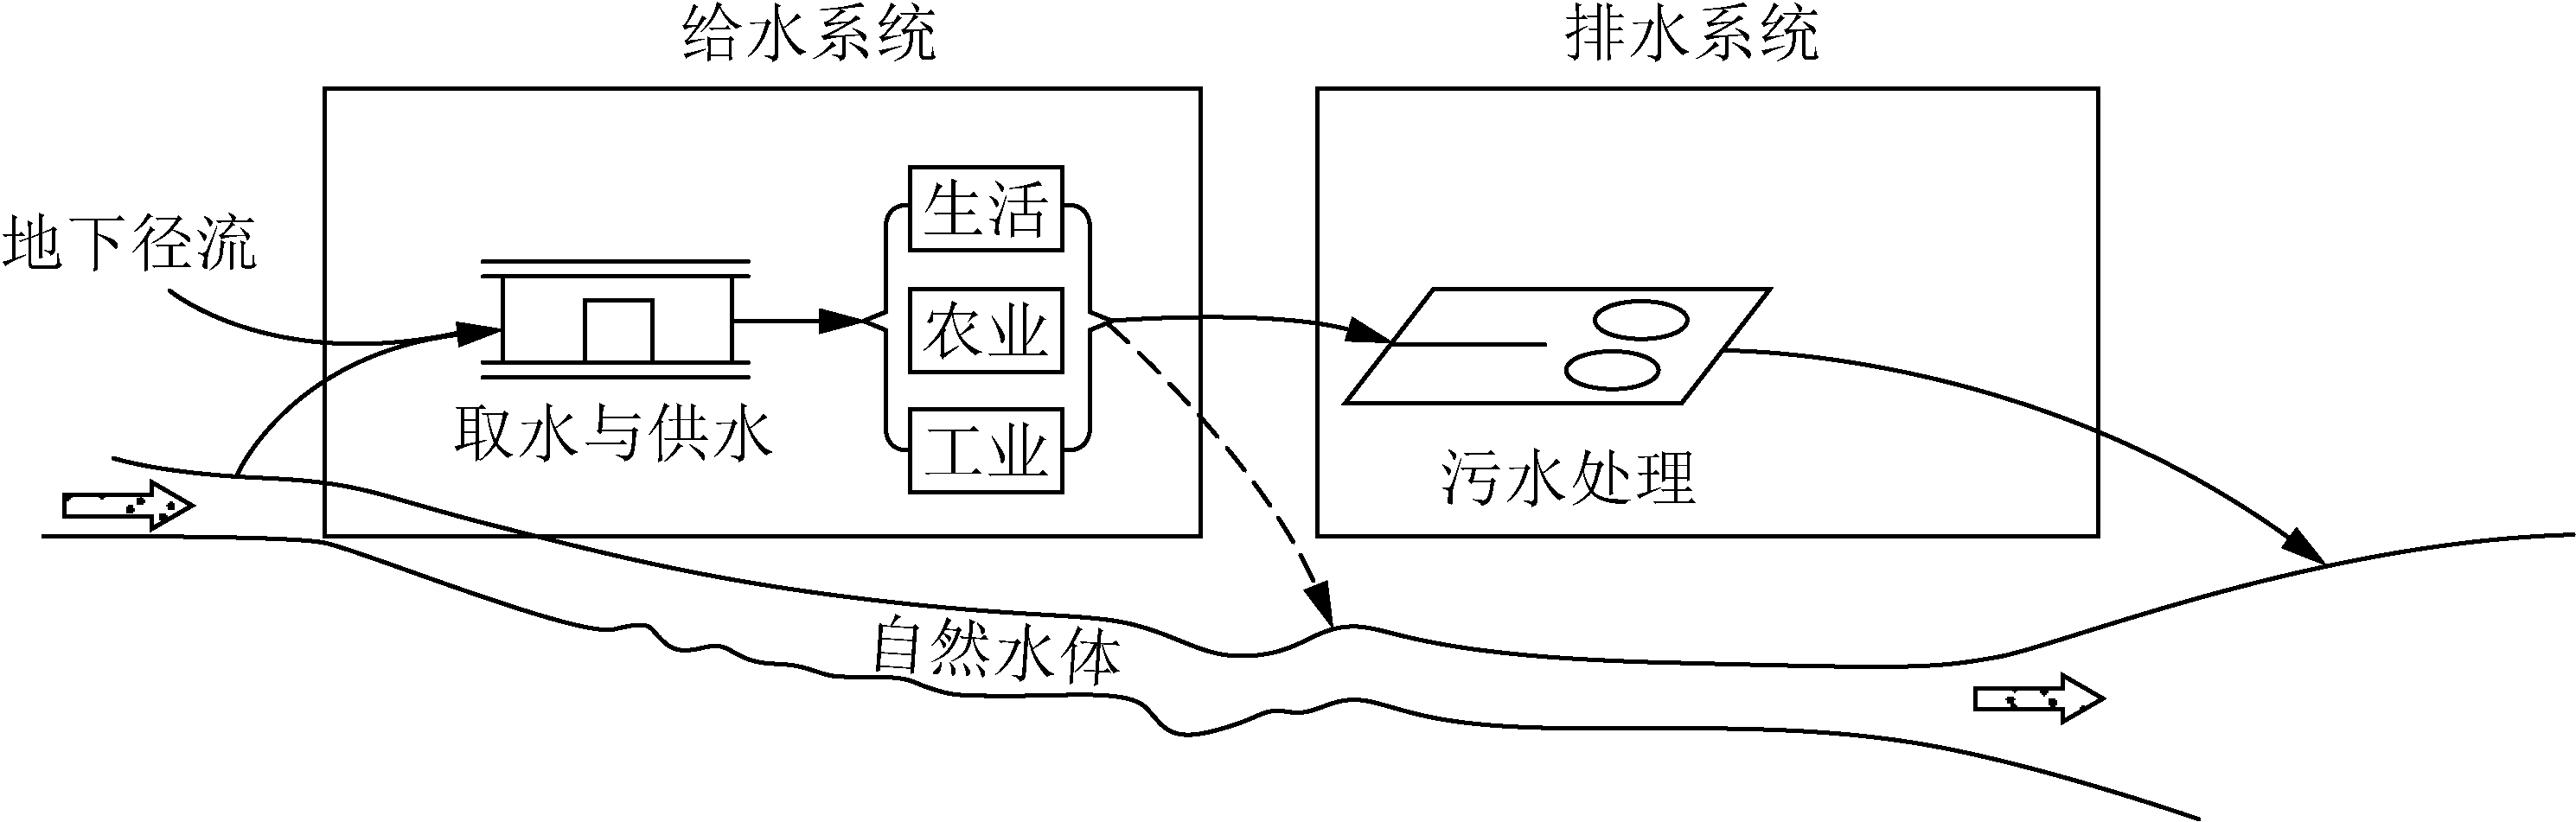 给水系统
排水系统
生活
地下径流
农业
取水与供水
工业
污水处理
自然水体